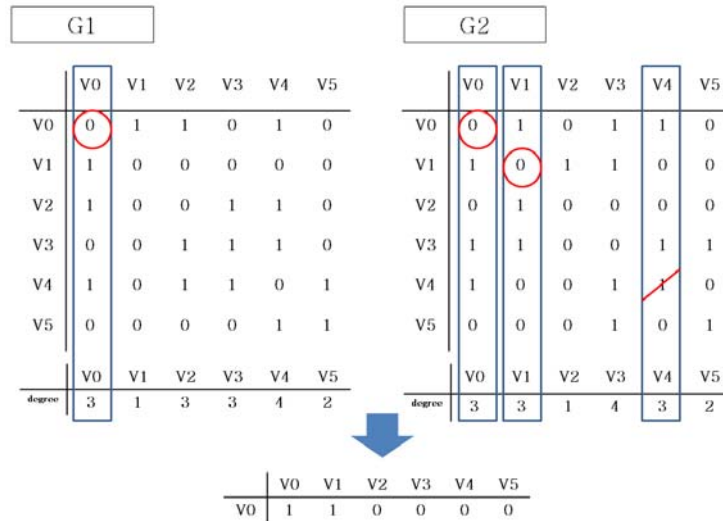 G1 G2
V0 V1 V2 V3 V4 V5 V0 V1 V2 V3 V4 V5
V0 0 1 1 0 1 0 V0 0 1 0 1 1 0
V1 1 0 0 0 0 0 V1 1 0 1 1 0 0
V2 1 0 0 1 1 0 V2 0 1 0 0 0 0
V3 0 0 1 1 1 0 V3 1 1 0 0 1 1
V4 1 0 1 1 0 1 V4 1 0 0 1 1 0
V5 0 0 0 0 1 1 V5 0 0 0 1 0 1
V0 V1 V2 V3 V4 V5 V0 V1 V2 V3 V4 V5
degree 3 1 3 3 4 2 degree 3 3 1 4 3 2
V0 V1 V2 V3 V4 V5
V0 1 1 0 0 0 0